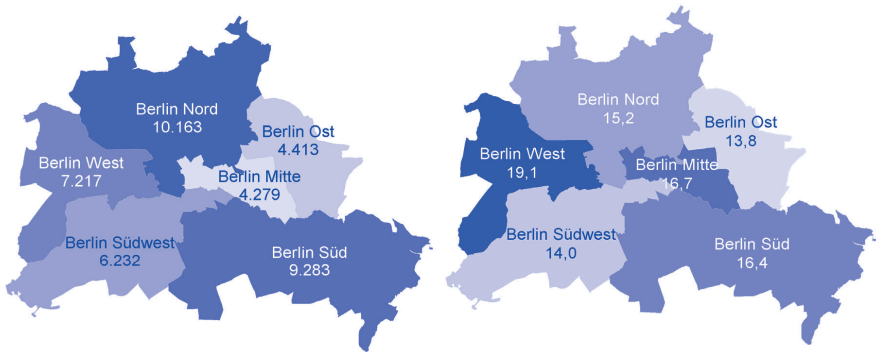 Berlin Nord
10.163
Berlin Ost
4.413
Berlin West
7.217
Berlin Mitte
4.279
Berlin Südwest
6.232
Berlin Süd
9.283
Berlin Nord
15,2
Berlin Ost
13,8
Berlin West
19,1
Berlin Mitte
16,7
Berlin Südwest
14,0
Berlin Süd
16,4